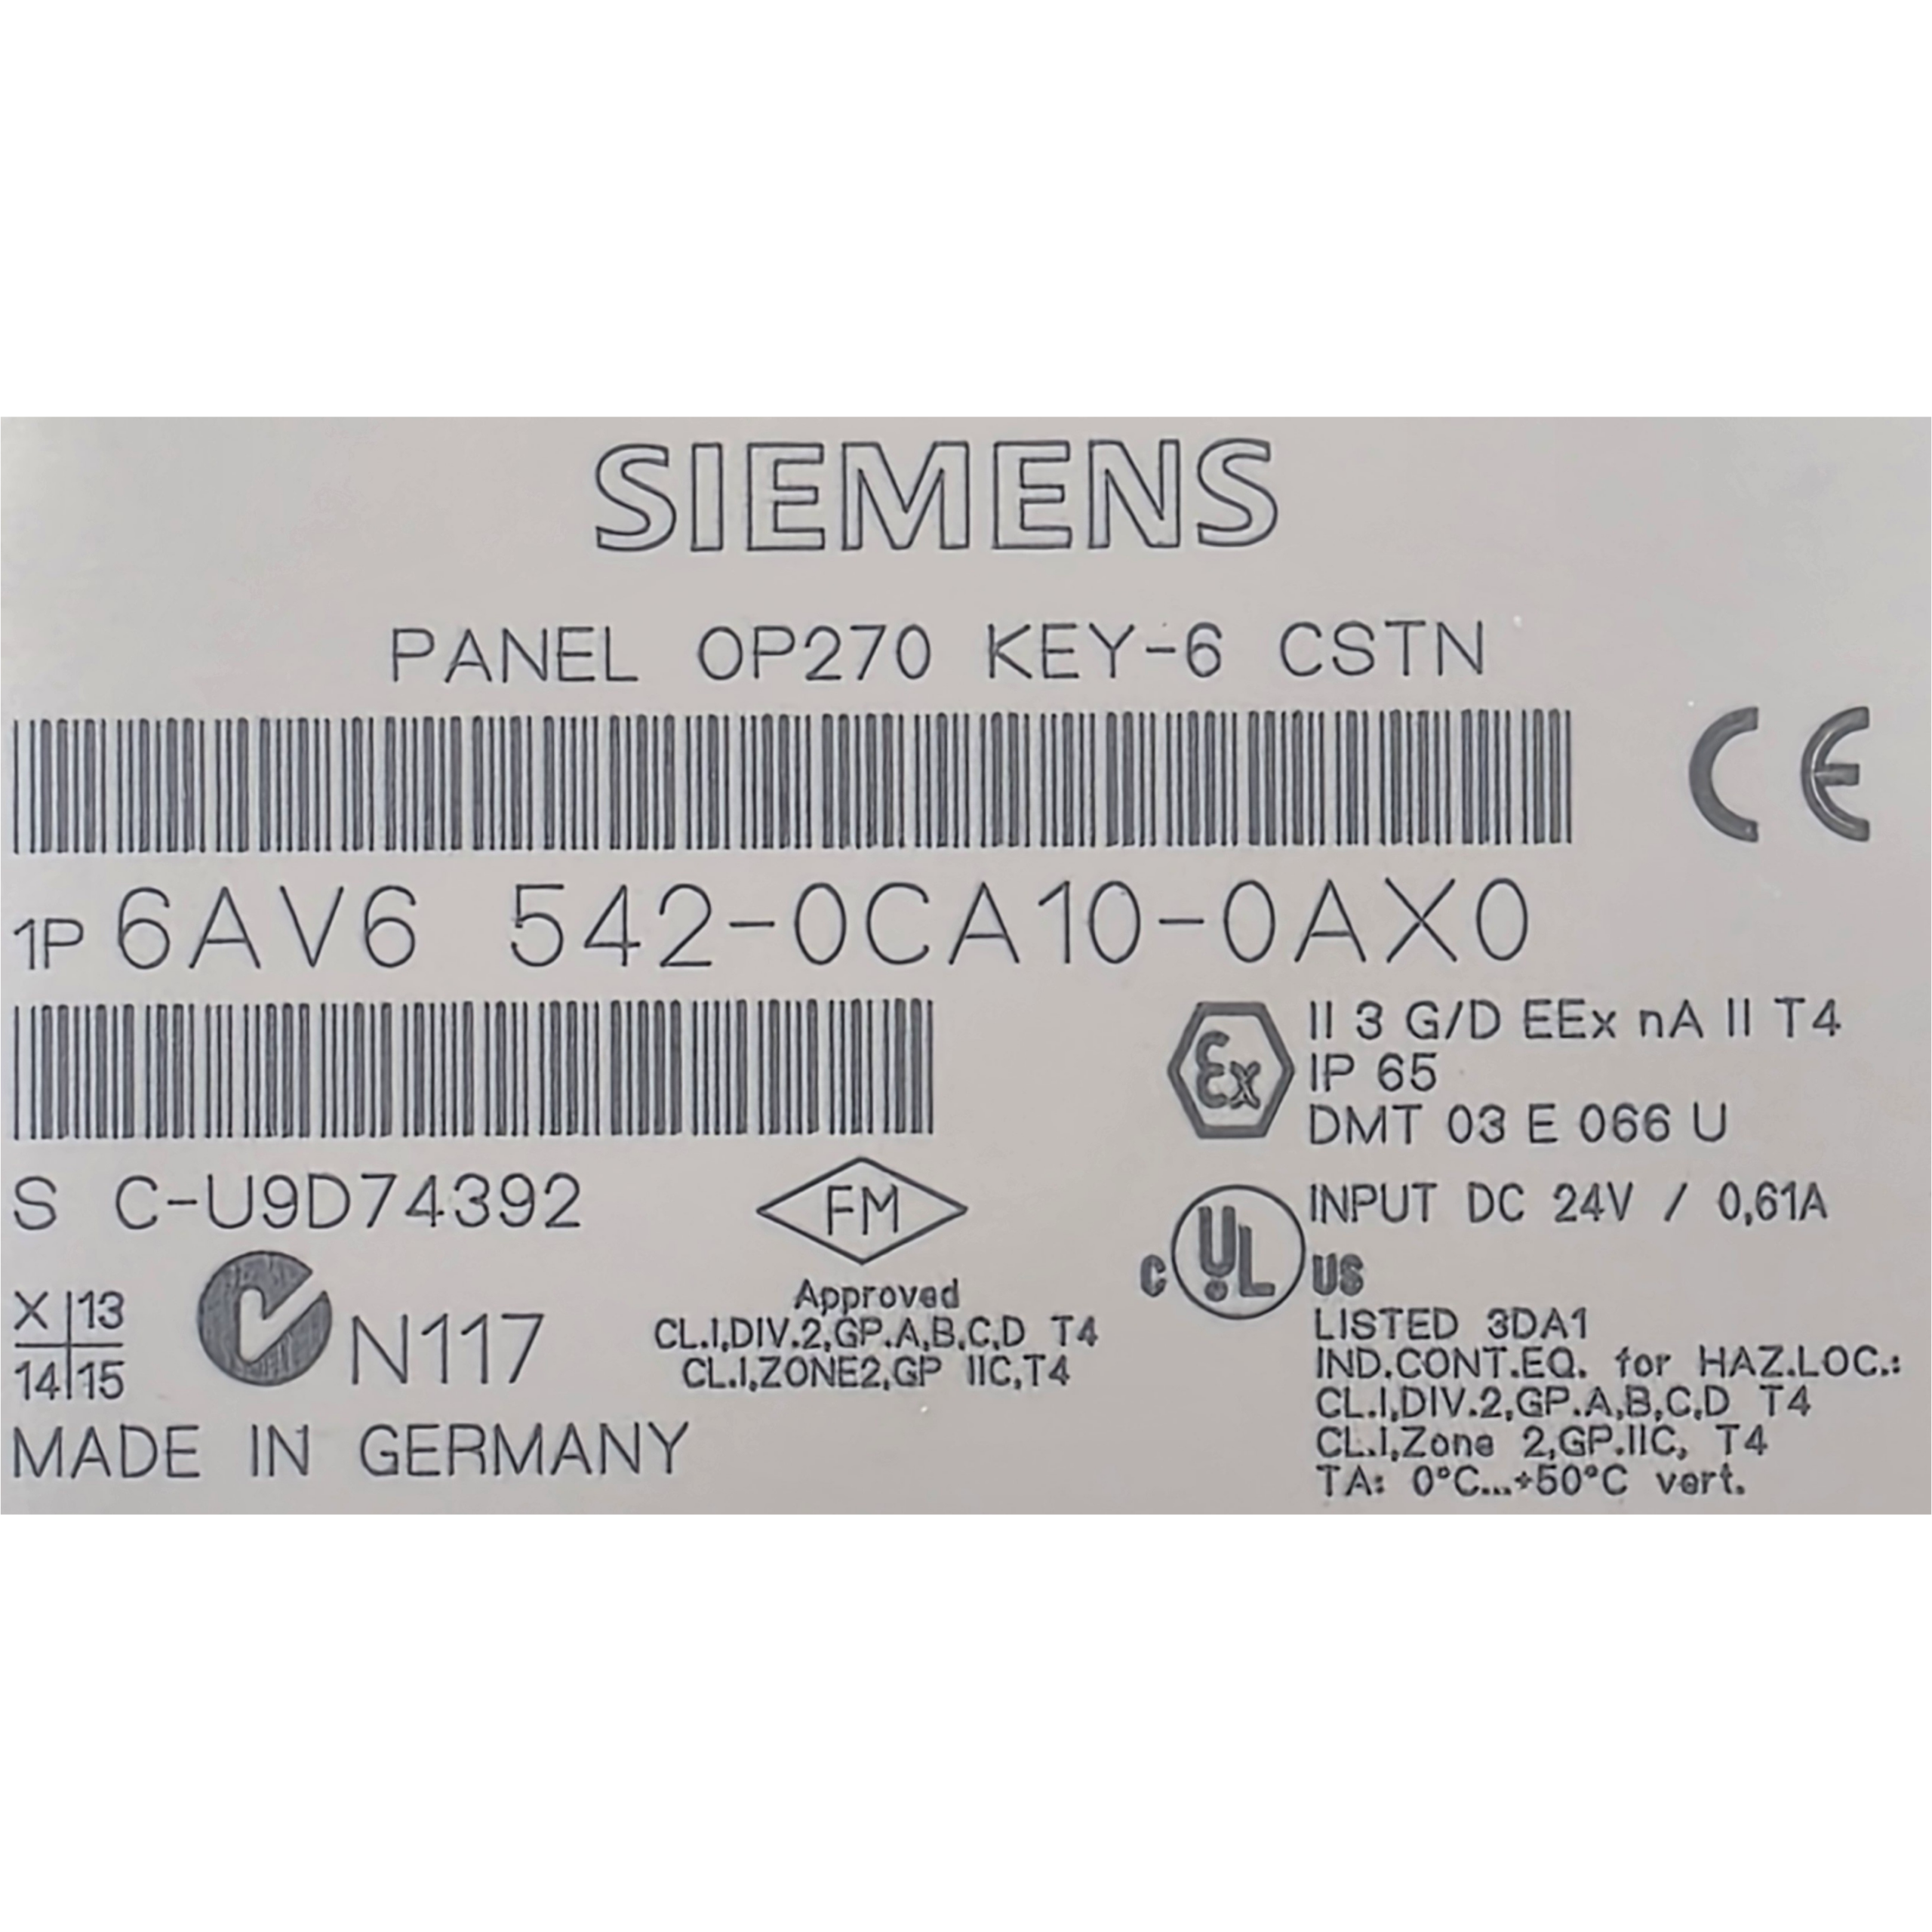 SIEMENS
PANEL OP270 KEY-6 CSTN
CE
1P 6AV6 542-0CA10-0AX0
Ex
II 3 G/D EEx nA II T4
IP 65
DMT 03 E 066 U
S C-U9D74392
FM
Approved
CL.I,DIV.2,GP.A,B,C,D T4
CL.I,ZONE2,GP IIC,T4
INPUT DC 24V / 0,61A
C UL US
LISTED 3DA1
IND.CONT.EQ. for HAZ.LOC.:
CL.I,DIV.2,GP.A,B,C,D T4
CL.I,Zone 2,GP.IIC, T4
TA: 0°C...+50°C vert.
X 13
14 15
N117
MADE IN GERMANY